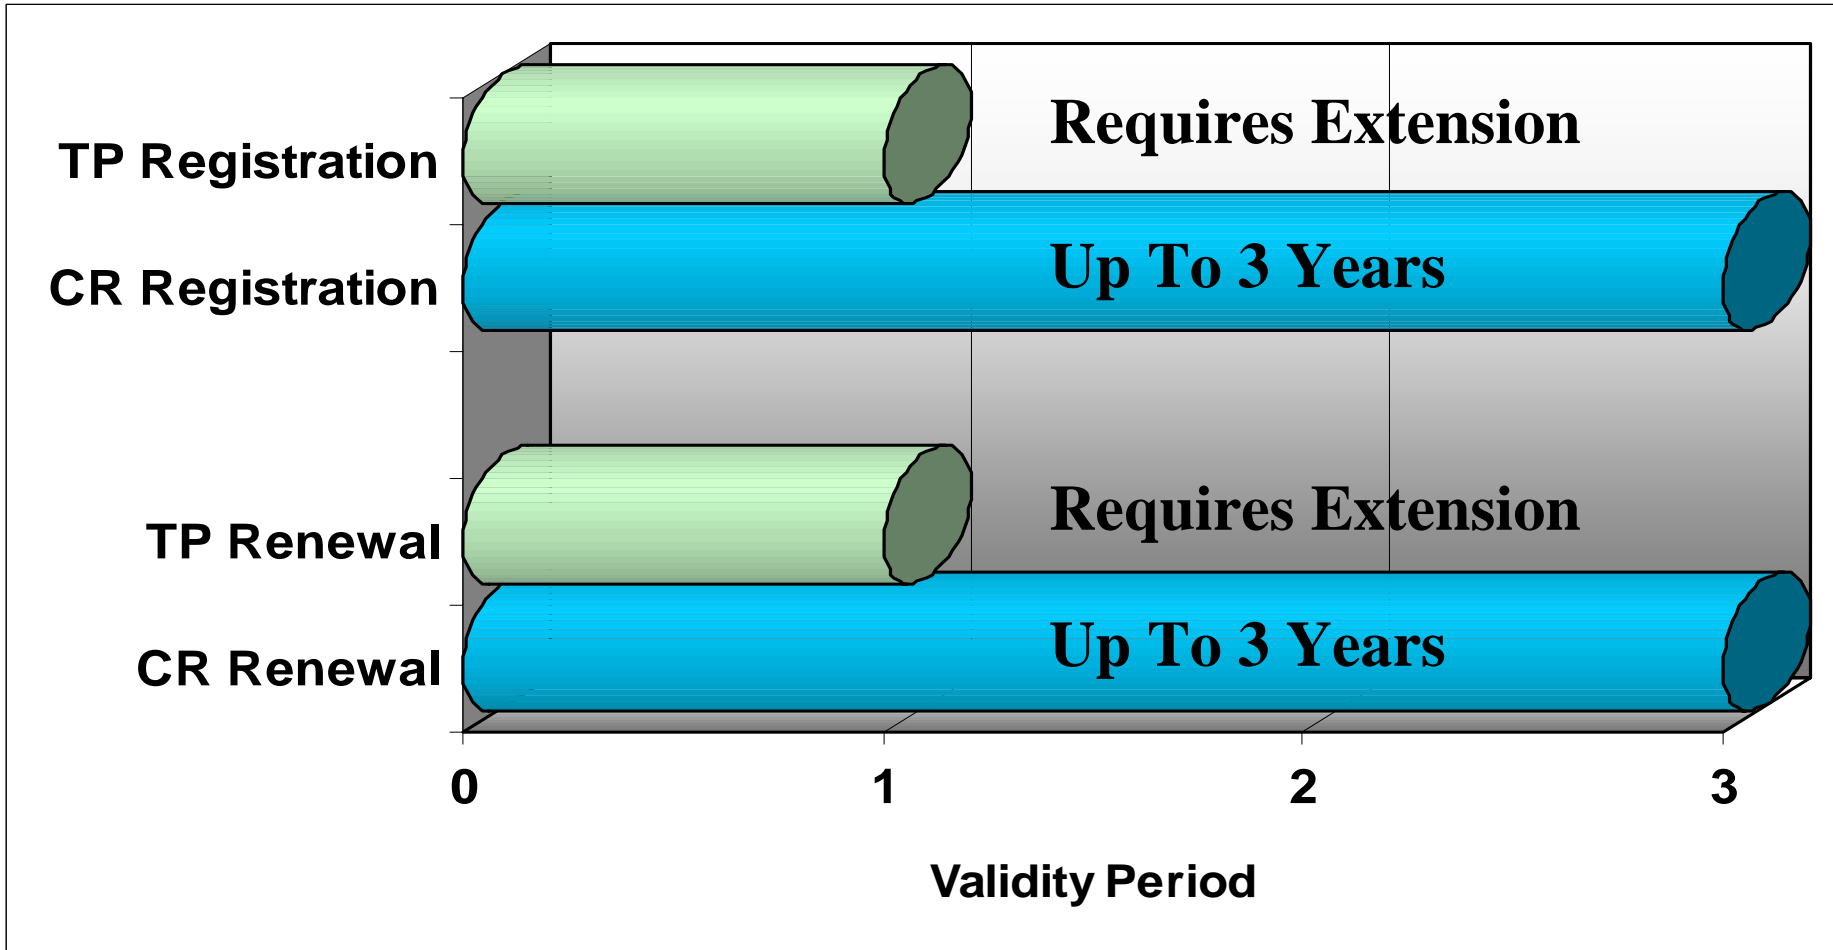 TP Registration
Requires Extension
CR Registration
Up To 3 Years
TP Renewal
Requires Extension
CR Renewal
Up To 3 Years
0 1 2 3
Validity Period